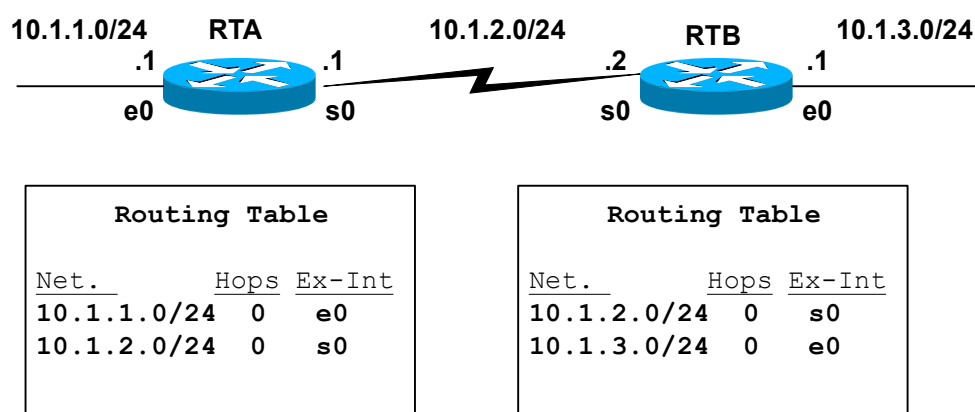 10.1.1.0/24 RTA 10.1.2.0/24 RTB 10.1.3.0/24
.1 .1 .2 .1
e0 s0 s0 e0
Routing Table
Net. Hops Ex-Int
10.1.1.0/24 0 e0
10.1.2.0/24 0 s0
Routing Table
Net. Hops Ex-Int
10.1.2.0/24 0 s0
10.1.3.0/24 0 e0